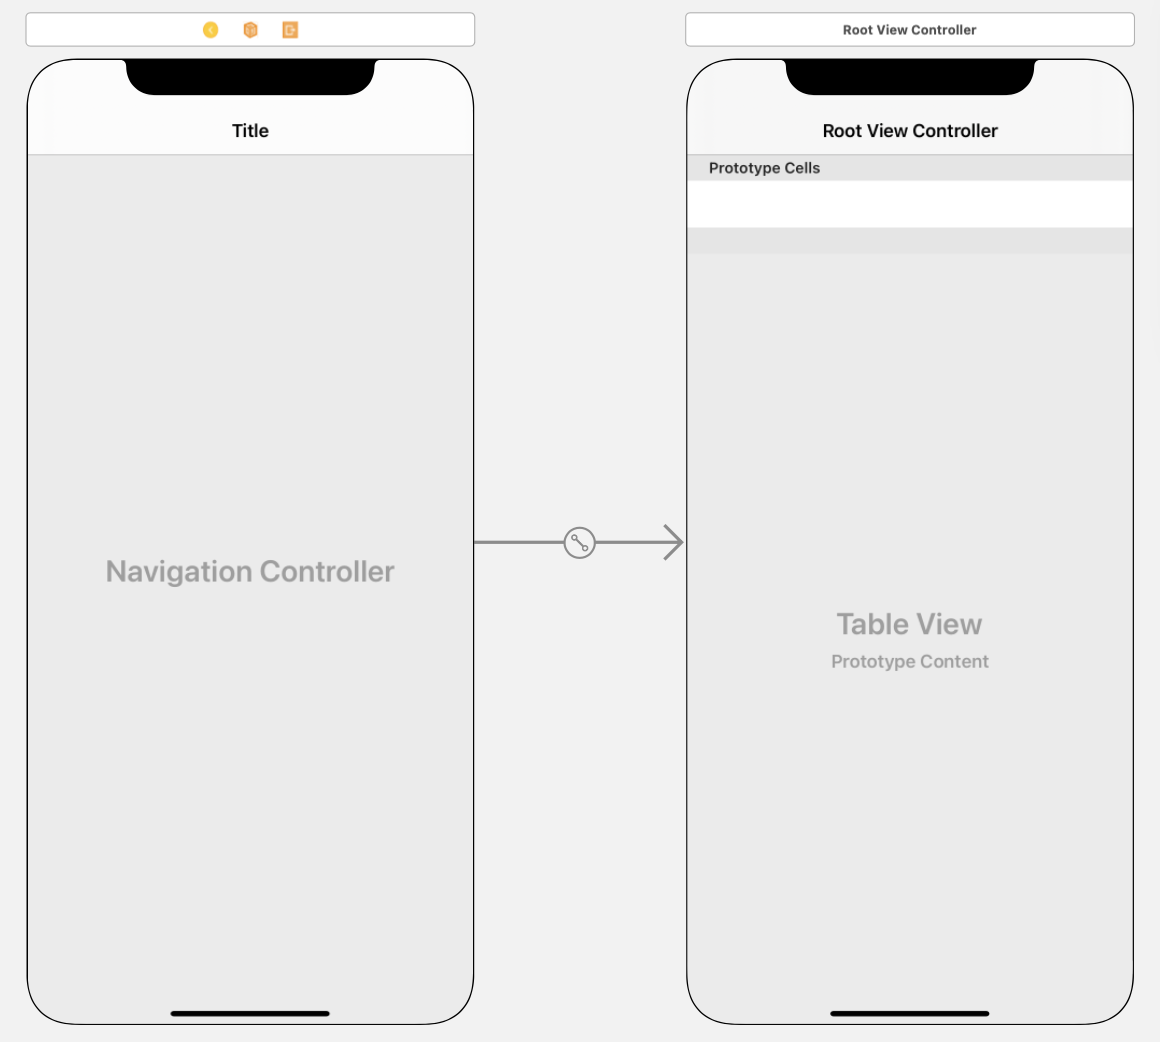 Root View Controller
Title
Root View Controller
Prototype Cells
Navigation Controller
Table View
Prototype Content